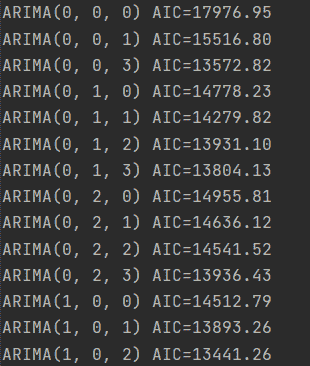 ARIMA(0, 0, 0) AIC=17976.95
ARIMA(0, 0, 1) AIC=15516.80
ARIMA(0, 0, 3) AIC=13572.82
ARIMA(0, 1, 0) AIC=14778.23
ARIMA(0, 1, 1) AIC=14279.82
ARIMA(0, 1, 2) AIC=13931.10
ARIMA(0, 1, 3) AIC=13804.13
ARIMA(0, 2, 0) AIC=14955.81
ARIMA(0, 2, 1) AIC=14636.12
ARIMA(0, 2, 2) AIC=14541.52
ARIMA(0, 2, 3) AIC=13936.43
ARIMA(1, 0, 0) AIC=14512.79
ARIMA(1, 0, 1) AIC=13893.26
ARIMA(1, 0, 2) AIC=13441.26